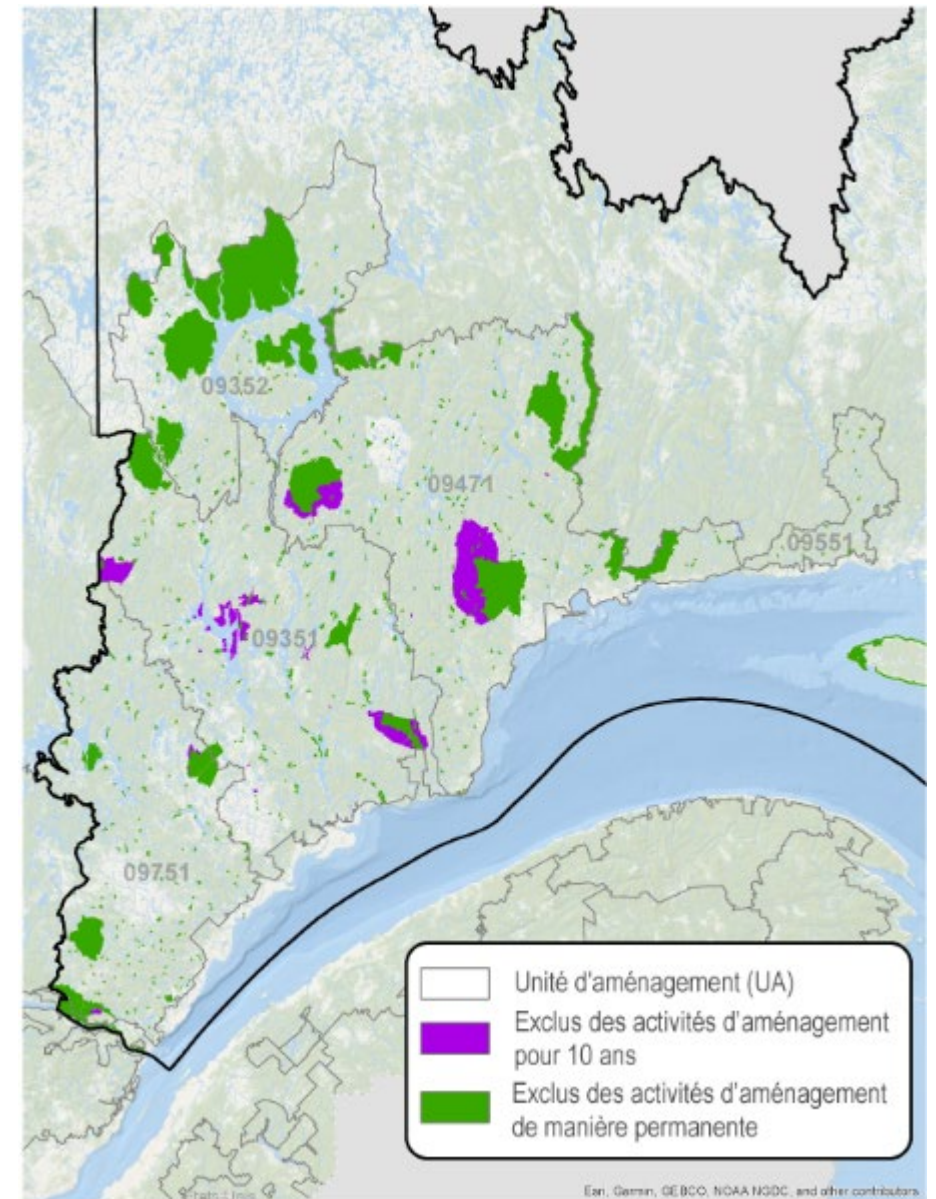 09352
09471
09551
09351
09751
Unité d'aménagement (UA)
Exclus des activités d'aménagement
pour 10 ans
Exclus des activités d'aménagement
de manière permanente
Esri, Garmin, GEBCO, NOAA NGDC, and other contributors